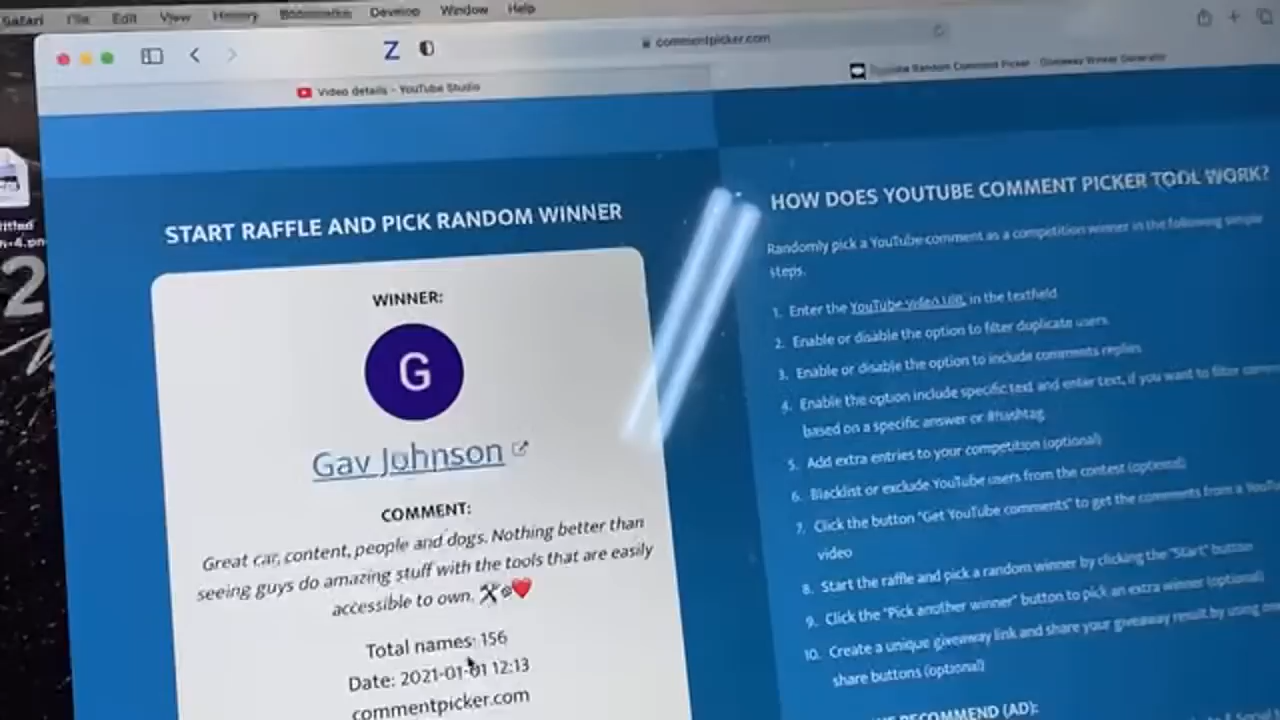 Safari File Edit View History Bookmarks Develop Window Help
commentpicker.com
Video details - YouTube Studio
Youtube Random Comment Picker - Giveaway Winner Generator
START RAFFLE AND PICK RANDOM WINNER
WINNER:
G
Gav Johnson
COMMENT:
Great car, content, people and dogs. Nothing better than
seeing guys do amazing stuff with the tools that are easily
accessible to own. 🛠️⚙️❤️
Total names: 156
Date: 2021-01-01 12:13
commentpicker.com
HOW DOES YOUTUBE COMMENT PICKER TOOL WORK?
Randomly pick a YouTube comment as a competition winner in the following simple
steps.
1. Enter the YouTube video URL in the textfield
2. Enable or disable the option to filter duplicate users.
3. Enable or disable the option to include comments replies
4. Enable the option include specific text and enter text, if you want to filter
based on a specific answer or #hashtag
5. Add extra entries to your competition (optional)
6. Blacklist or exclude YouTube users from the contest (optional)
7. Click the button "Get YouTube comments" to get the comments from a
video
8. Start the raffle and pick a random winner by clicking the "Start" button
9. Click the "Pick another winner" button to pick an extra winner (optional)
10. Create a unique giveaway link and share your giveaway result by using
share buttons (optional)
RECOMMEND (AD):
Z
2